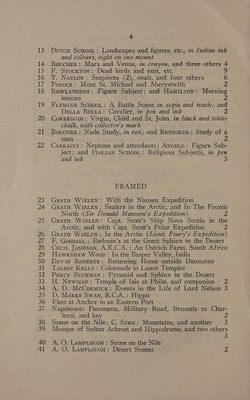 4
13 DUTCH SCHOOL: Landscapes and figures, etc., in Indian ink
and colours, eight on one mount
14 BOUCHER: Mars and Venus, in crayon, and three others 4
15 F. STOCKTON: Dead birds and nest, etc. 9
16 T. NAYLOR: Seapieces (2), ovals, and four others 6
17 POCOCK: Mont St. Michael and Aberystwith 2
18 ROWLANDSON: Figure Subject; and HAMILTON: Morning
lessons 2
19 FLEMISH SCHOOL: A Battle Scene in sepia and wash; and
DELLA BELLA: Cavalier, in pen and ink 2
20 CORREGGIO: Virgin, Child and St. John, in black and white
chalk, with collector's mark
21 BOUCHER: Nude Study, in red; and REYNOLDS: Study of a
man 2
22 CARRACCI: Neptune and attendants; ANGELO: Figure Sub-
ject; and ITALIAN SCHOOL: Religious Subjects, in pen
and ink 3
FRAMED
23 GRAYH WIELEN: With the Nansen Expedition
24 GRAYH WIELEN: Sealers in the Arctic, and In The Frozen
North (Sir Donald Mawson's Expedition) 2
25 GRAYH WIELEN: Capt. Scott's Ship Nova Scotia in the
Arctic, and with Capt. Scott's Polar Expedition 2
26 GRAYH WIELEN: In the Arctic (Lieut. Peary's Expedition)
27 F. GOODALL: Bedouin's at the Great Sphinx in the Desert
28 CECIL JAMESON, A.R.C.A.: An Ostrich Farm, South Africa
29 HAWKSHAW WOOD: In the Basper Valley, India
30 DAVID ROBERTS: Returning Home outside Damascus
31 TALBOT KELLY: Colonnade in Luxor Temples
32 PERCY BUCKMAN: Pyramid and Sphinx in the Desert
33 H. NEWMAN: Temple of Isis at Philæ, and companion 2
34 A. D. MCCORMICK: Events in the Life of Lord Nelson 3
35 D. MARKS SWAN, R.C.A.: Hippo
36 Fleet at Anchor in an Eastern Port
37 Napoleonic Panorama, Military Road, Brussels to Char-
leroi, and key 2
38 Scene on the Nile; C. SIMS: Mountains, and another 3
39 Mosque of Sultan Achmet and Hippodrome, and two others
3
40 A. O. LAMPLOUGH: Scene on the Nile
41 A. O. LAMPLOUGH: Desert Scenes 2